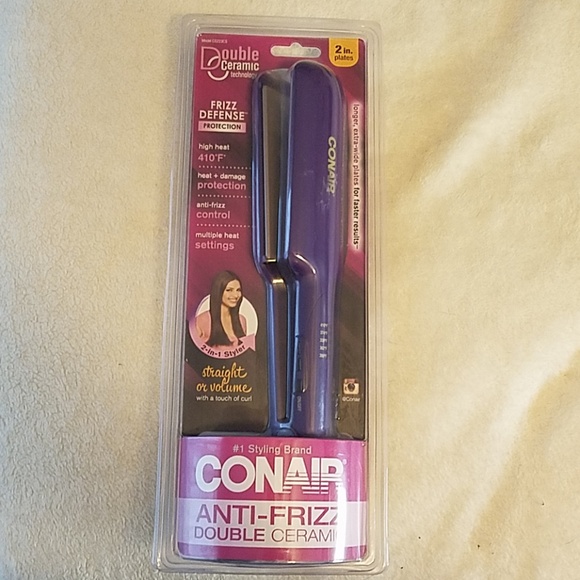 Double
Ceramic
technology
2 in.
plates
FRIZZ
DEFENSE™
PROTECTION
high heat
410°F*
heat + damage
protection
anti-frizz
control
multiple heat
settings
longer, extra-wide plates for faster results—
CONAIR
2-in-1 Styler
straight
or volume
with a touch of curl
@Conair
#1 Styling Brand
CONAIR®
ANTI-FRIZZ
DOUBLE CERAMI